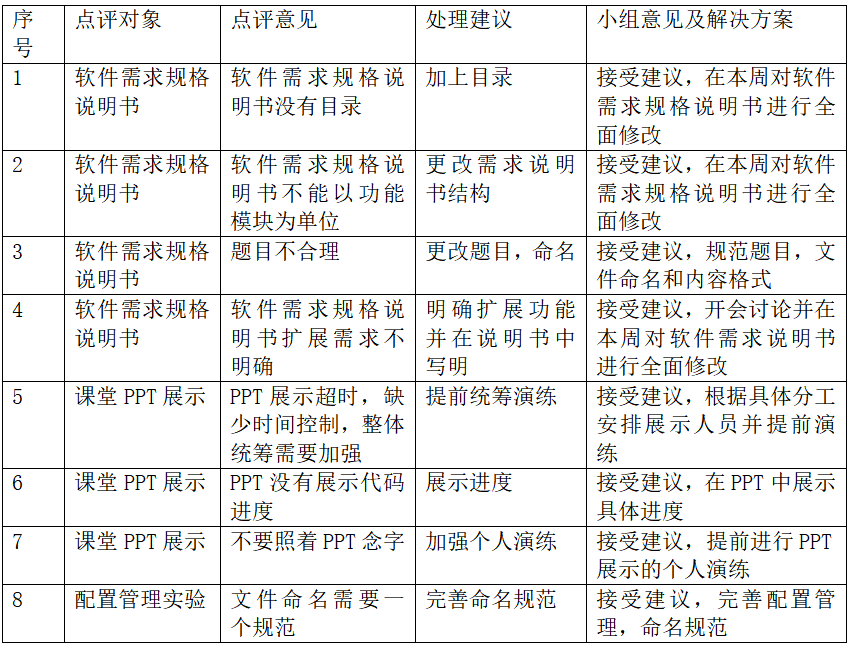 序号 点评对象 点评意见 处理建议 小组意见及解决方案
1 软件需求规格说明书 软件需求规格说明书没有目录 加上目录 接受建议，在本周对软件需求规格说明书进行全面修改
2 软件需求规格说明书 软件需求规格说明书不能以功能模块为单位 更改需求说明书结构 接受建议，在本周对软件需求规格说明书进行全面修改
3 软件需求规格说明书 题目不合理 更改题目，命名 接受建议，规范题目，文件命名和内容格式
4 软件需求规格说明书 软件需求规格说明书扩展需求不明确 明确扩展功能并在说明书中写明 接受建议，开会讨论并在本周对软件需求说明书进行全面修改
5 课堂 PPT 展示 PPT 展示超时，缺少时间控制，整体统筹需要加强 提前统筹演练 接受建议，根据具体分工安排展示人员并提前演练
6 课堂 PPT 展示 PPT 没有展示代码进度 展示进度 接受建议，在 PPT 中展示具体进度
7 课堂 PPT 展示 不要照着 PPT 念字 加强个人演练 接受建议，提前进行 PPT 展示的个人演练
8 配置管理实验 文件命名需要一个规范 完善命名规范 接受建议，完善配置管理，命名规范